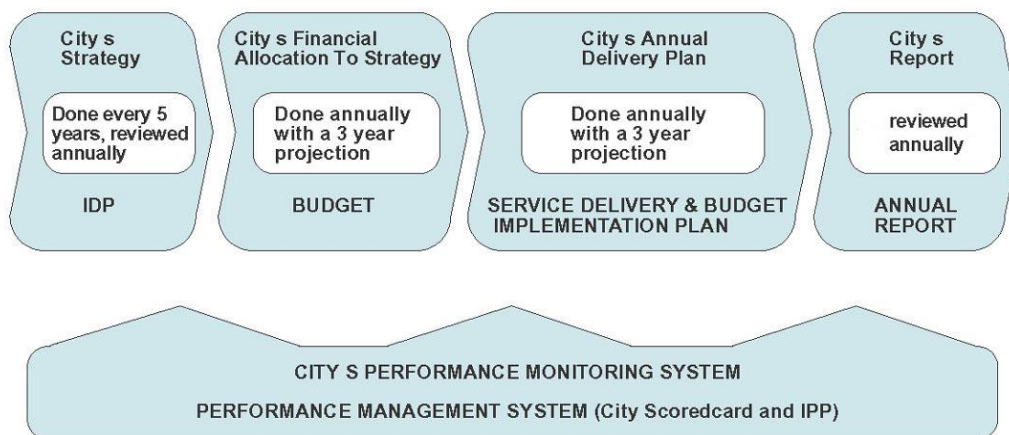 City s
Strategy
Done every 5
years, reviewed
annually
IDP
City s Financial
Allocation To Strategy
Done annually
with a 3 year
projection
BUDGET
City s Annual
Delivery Plan
Done annually
with a 3 year
projection
SERVICE DELIVERY & BUDGET
IMPLEMENTATION PLAN
City s
Report
reviewed
annually
ANNUAL
REPORT
CITY S PERFORMANCE MONITORING SYSTEM
PERFORMANCE MANAGEMENT SYSTEM (City Scoredcard and IPP)